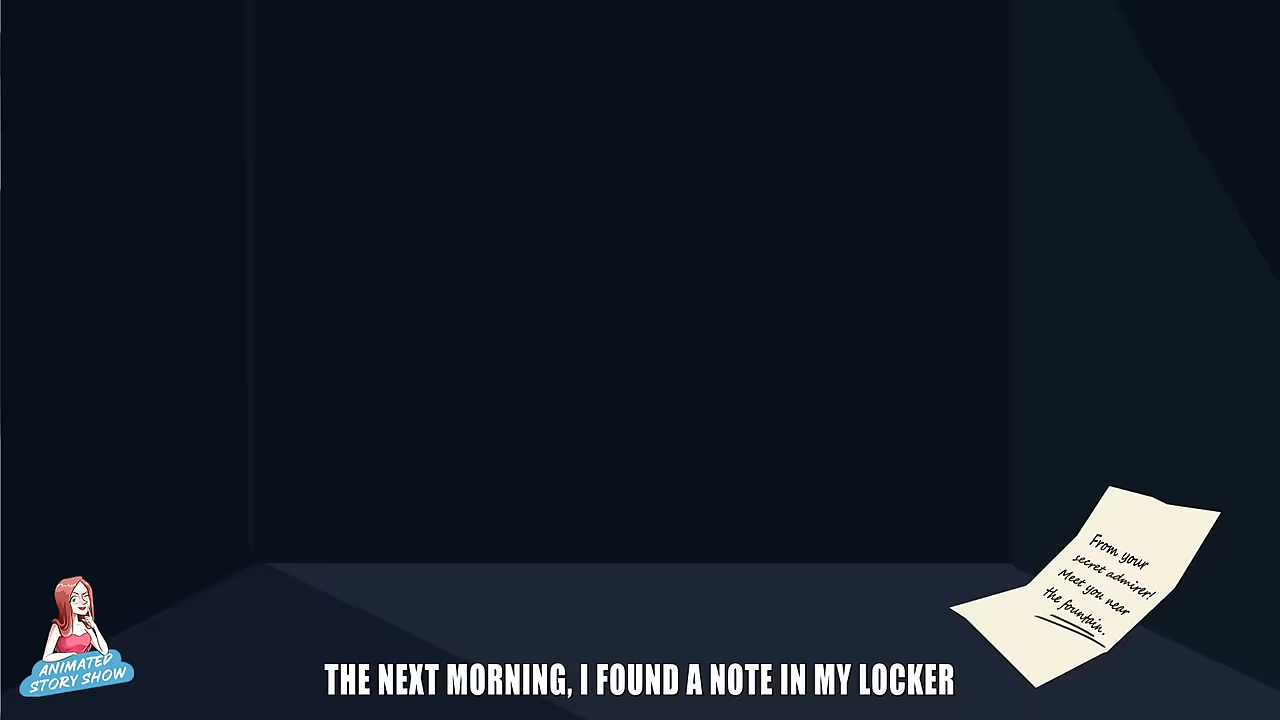 From your
secret admirer!
Meet you near
the fountain.
ANIMATED
STORY SHOW
THE NEXT MORNING, I FOUND A NOTE IN MY LOCKER